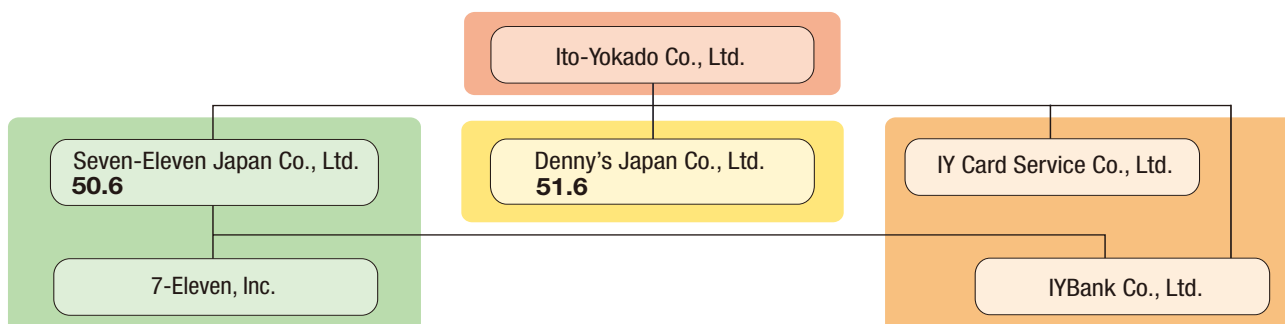 Ito-Yokado Co., Ltd.
Seven-Eleven Japan Co., Ltd.
50.6
Denny’s Japan Co., Ltd.
51.6
IY Card Service Co., Ltd.
7-Eleven, Inc.
IYBank Co., Ltd.